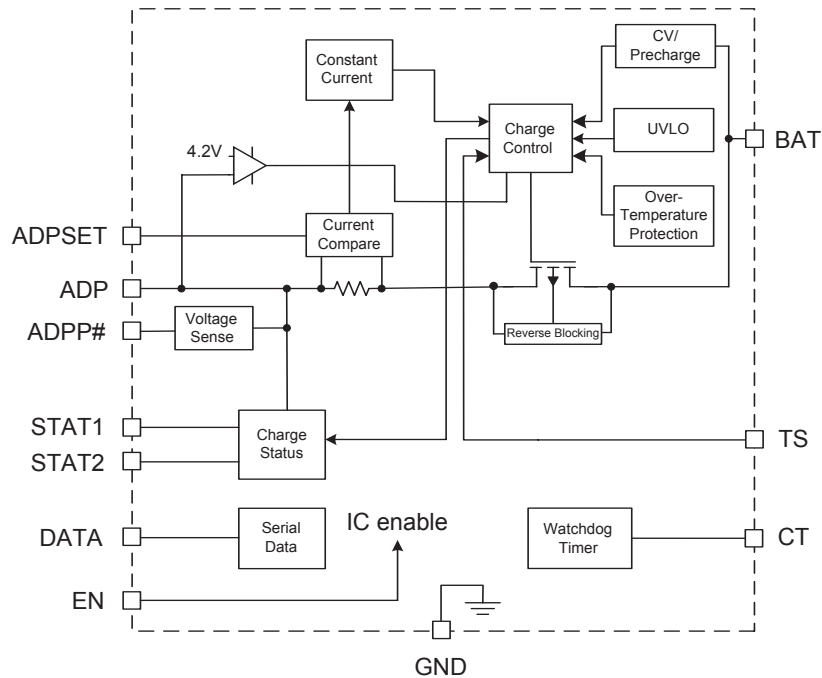 Constant
Current
CV/
Precharge
Charge
Control
UVLO
BAT
4.2V
Over-
Temperature
Protection
ADPSET
Current
Compare
ADP
ADPP#
Voltage
Sense
Reverse Blocking
STAT1
STAT2
Charge
Status
TS
DATA
Serial
Data
IC enable
Watchdog
Timer
CT
EN
GND